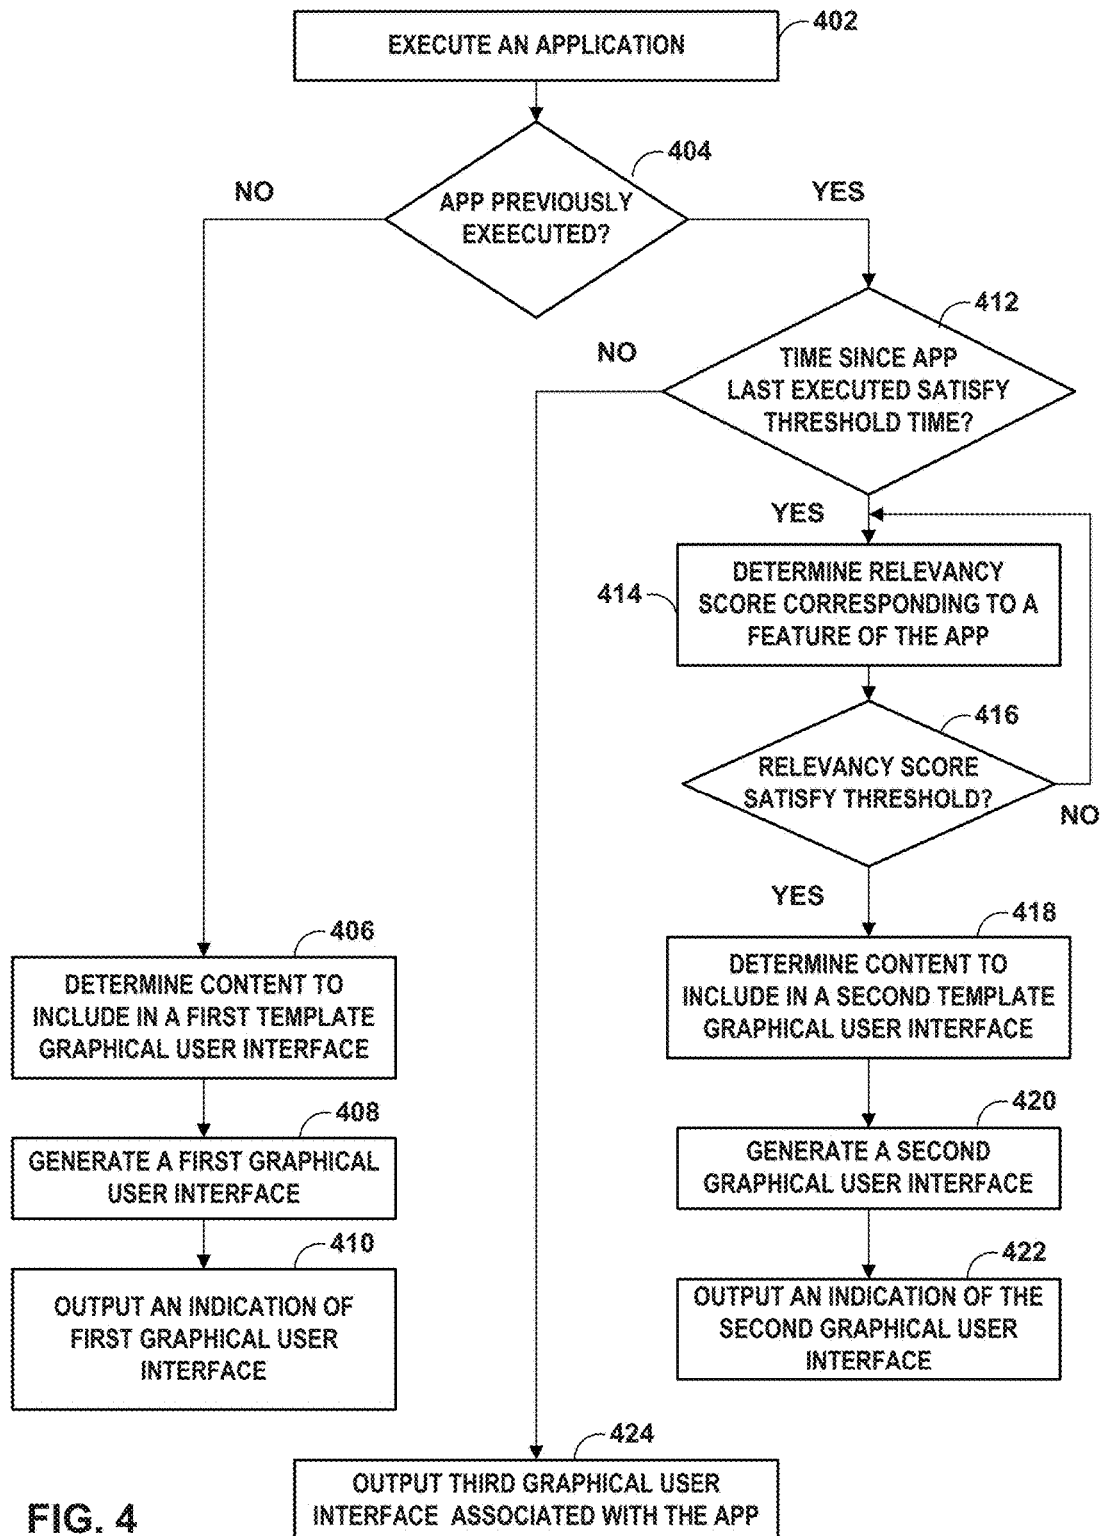 402
EXECUTE AN APPLICATION
404
NO
YES
APP PREVIOUSLY
EXEECUTED?
412
NO
TIME SINCE APP
LAST EXECUTED SATISFY
THRESHOLD TIME?
YES
414
DETERMINE RELEVANCY
SCORE CORRESPONDING TO A
FEATURE OF THE APP
416
RELEVANCY SCORE
SATISFY THRESHOLD?
NO
YES
406
DETERMINE CONTENT TO
INCLUDE IN A FIRST TEMPLATE
GRAPHICAL USER INTERFACE
418
DETERMINE CONTENT TO
INCLUDE IN A SECOND TEMPLATE
GRAPHICAL USER INTERFACE
408
GENERATE A FIRST GRAPHICAL
USER INTERFACE
420
GENERATE A SECOND
GRAPHICAL USER INTERFACE
410
OUTPUT AN INDICATION OF
FIRST GRAPHICAL USER
INTERFACE
422
OUTPUT AN INDICATION OF THE
SECOND GRAPHICAL USER
INTERFACE
424
OUTPUT THIRD GRAPHICAL USER
INTERFACE ASSOCIATED WITH THE APP
FIG. 4